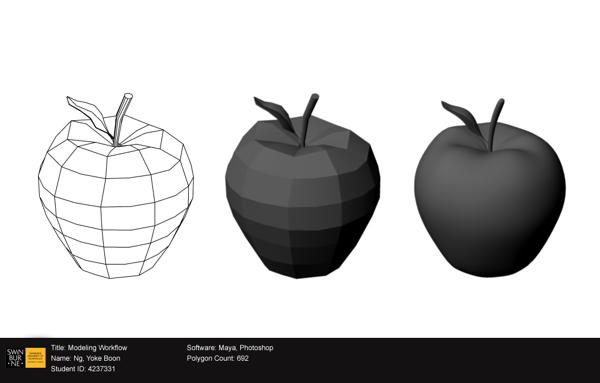 SWIN
BUR
*NE*
Title: Modeling Workflow
Name: Ng, Yoke Boon
Student ID: 4237331
Software: Maya, Photoshop
Polygon Count: 692